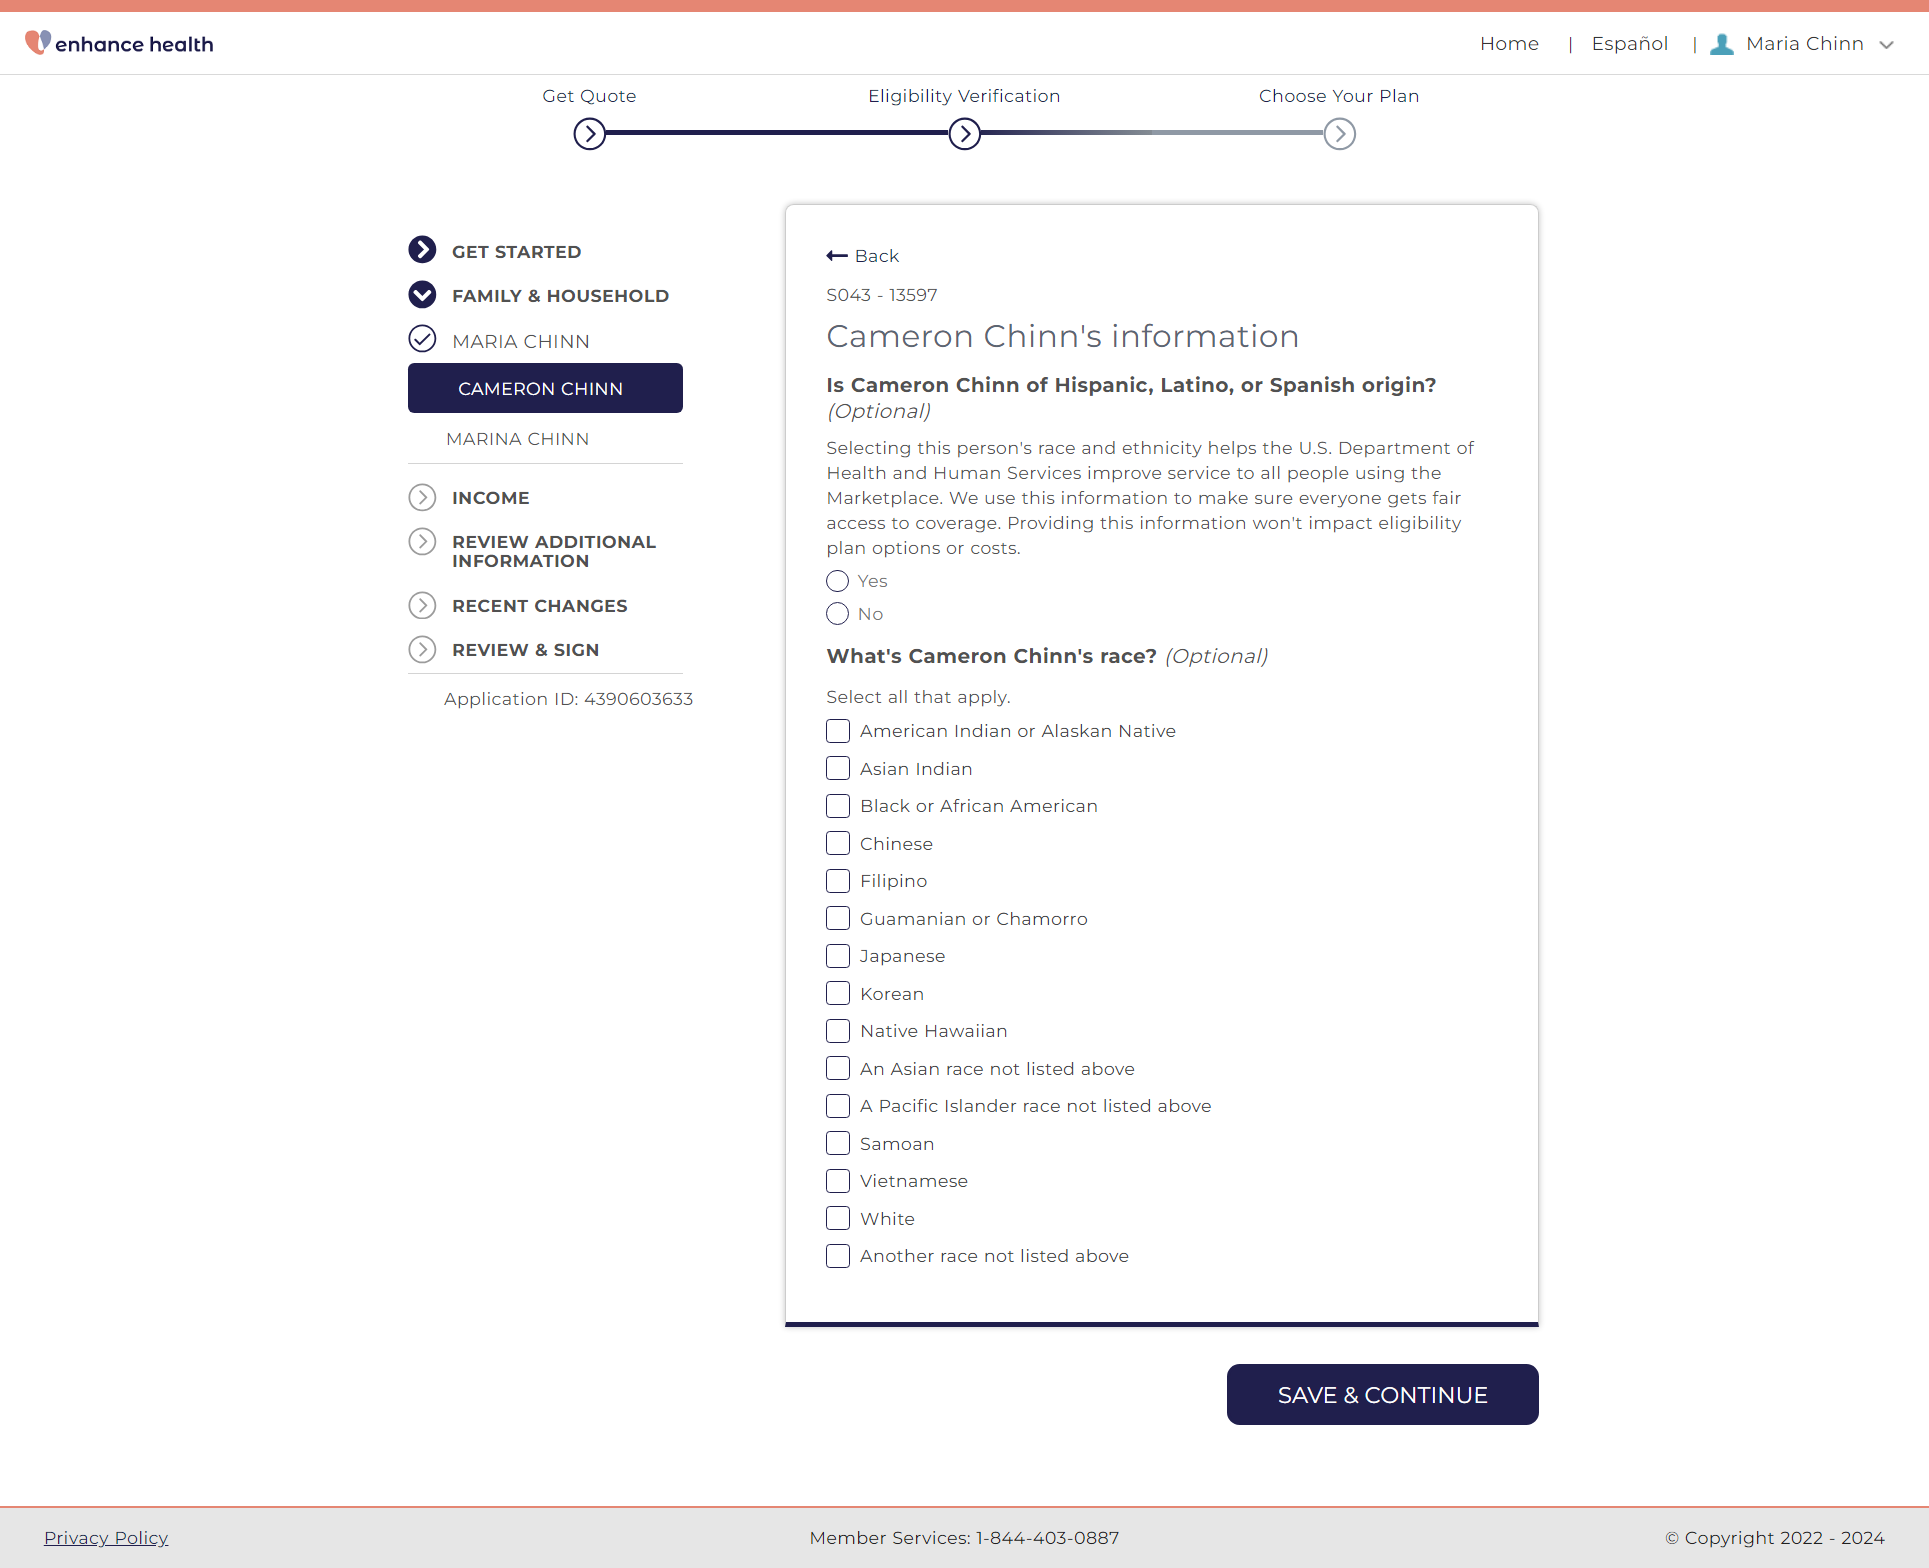 enhance health
Home | Español | Maria Chinn
Get Quote
Eligibility Verification
Choose Your Plan
GET STARTED
FAMILY & HOUSEHOLD
MARIA CHINN
CAMERON CHINN
MARINA CHINN
INCOME
REVIEW ADDITIONAL
INFORMATION
RECENT CHANGES
REVIEW & SIGN
Application ID: 4390603633
Back
S043 - 13597
Cameron Chinn's information
Is Cameron Chinn of Hispanic, Latino, or Spanish origin?
(Optional)
Selecting this person's race and ethnicity helps the U.S. Department of
Health and Human Services improve service to all people using the
Marketplace. We use this information to make sure everyone gets fair
access to coverage. Providing this information won't impact eligibility
plan options or costs.
Yes
No
What's Cameron Chinn's race? (Optional)
Select all that apply.
American Indian or Alaskan Native
Asian Indian
Black or African American
Chinese
Filipino
Guamanian or Chamorro
Japanese
Korean
Native Hawaiian
An Asian race not listed above
A Pacific Islander race not listed above
Samoan
Vietnamese
White
Another race not listed above
SAVE & CONTINUE
Privacy Policy
Member Services: 1-844-403-0887
© Copyright 2022 - 2024